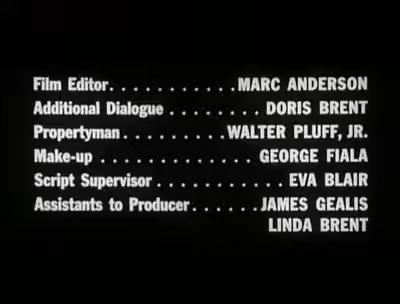 Film Editor. . . . . . . . . . . MARC ANDERSON
Additional Dialogue . . . . . . . . DORIS BRENT
Propertyman . . . . . . . . . WALTER PLUFF, JR.
Make-up . . . . . . . . . . . . . GEORGE FIALA
Script Supervisor . . . . . . . . . . . EVA BLAIR
Assistants to Producer. . . . . . JAMES GEALIS
LINDA BRENT